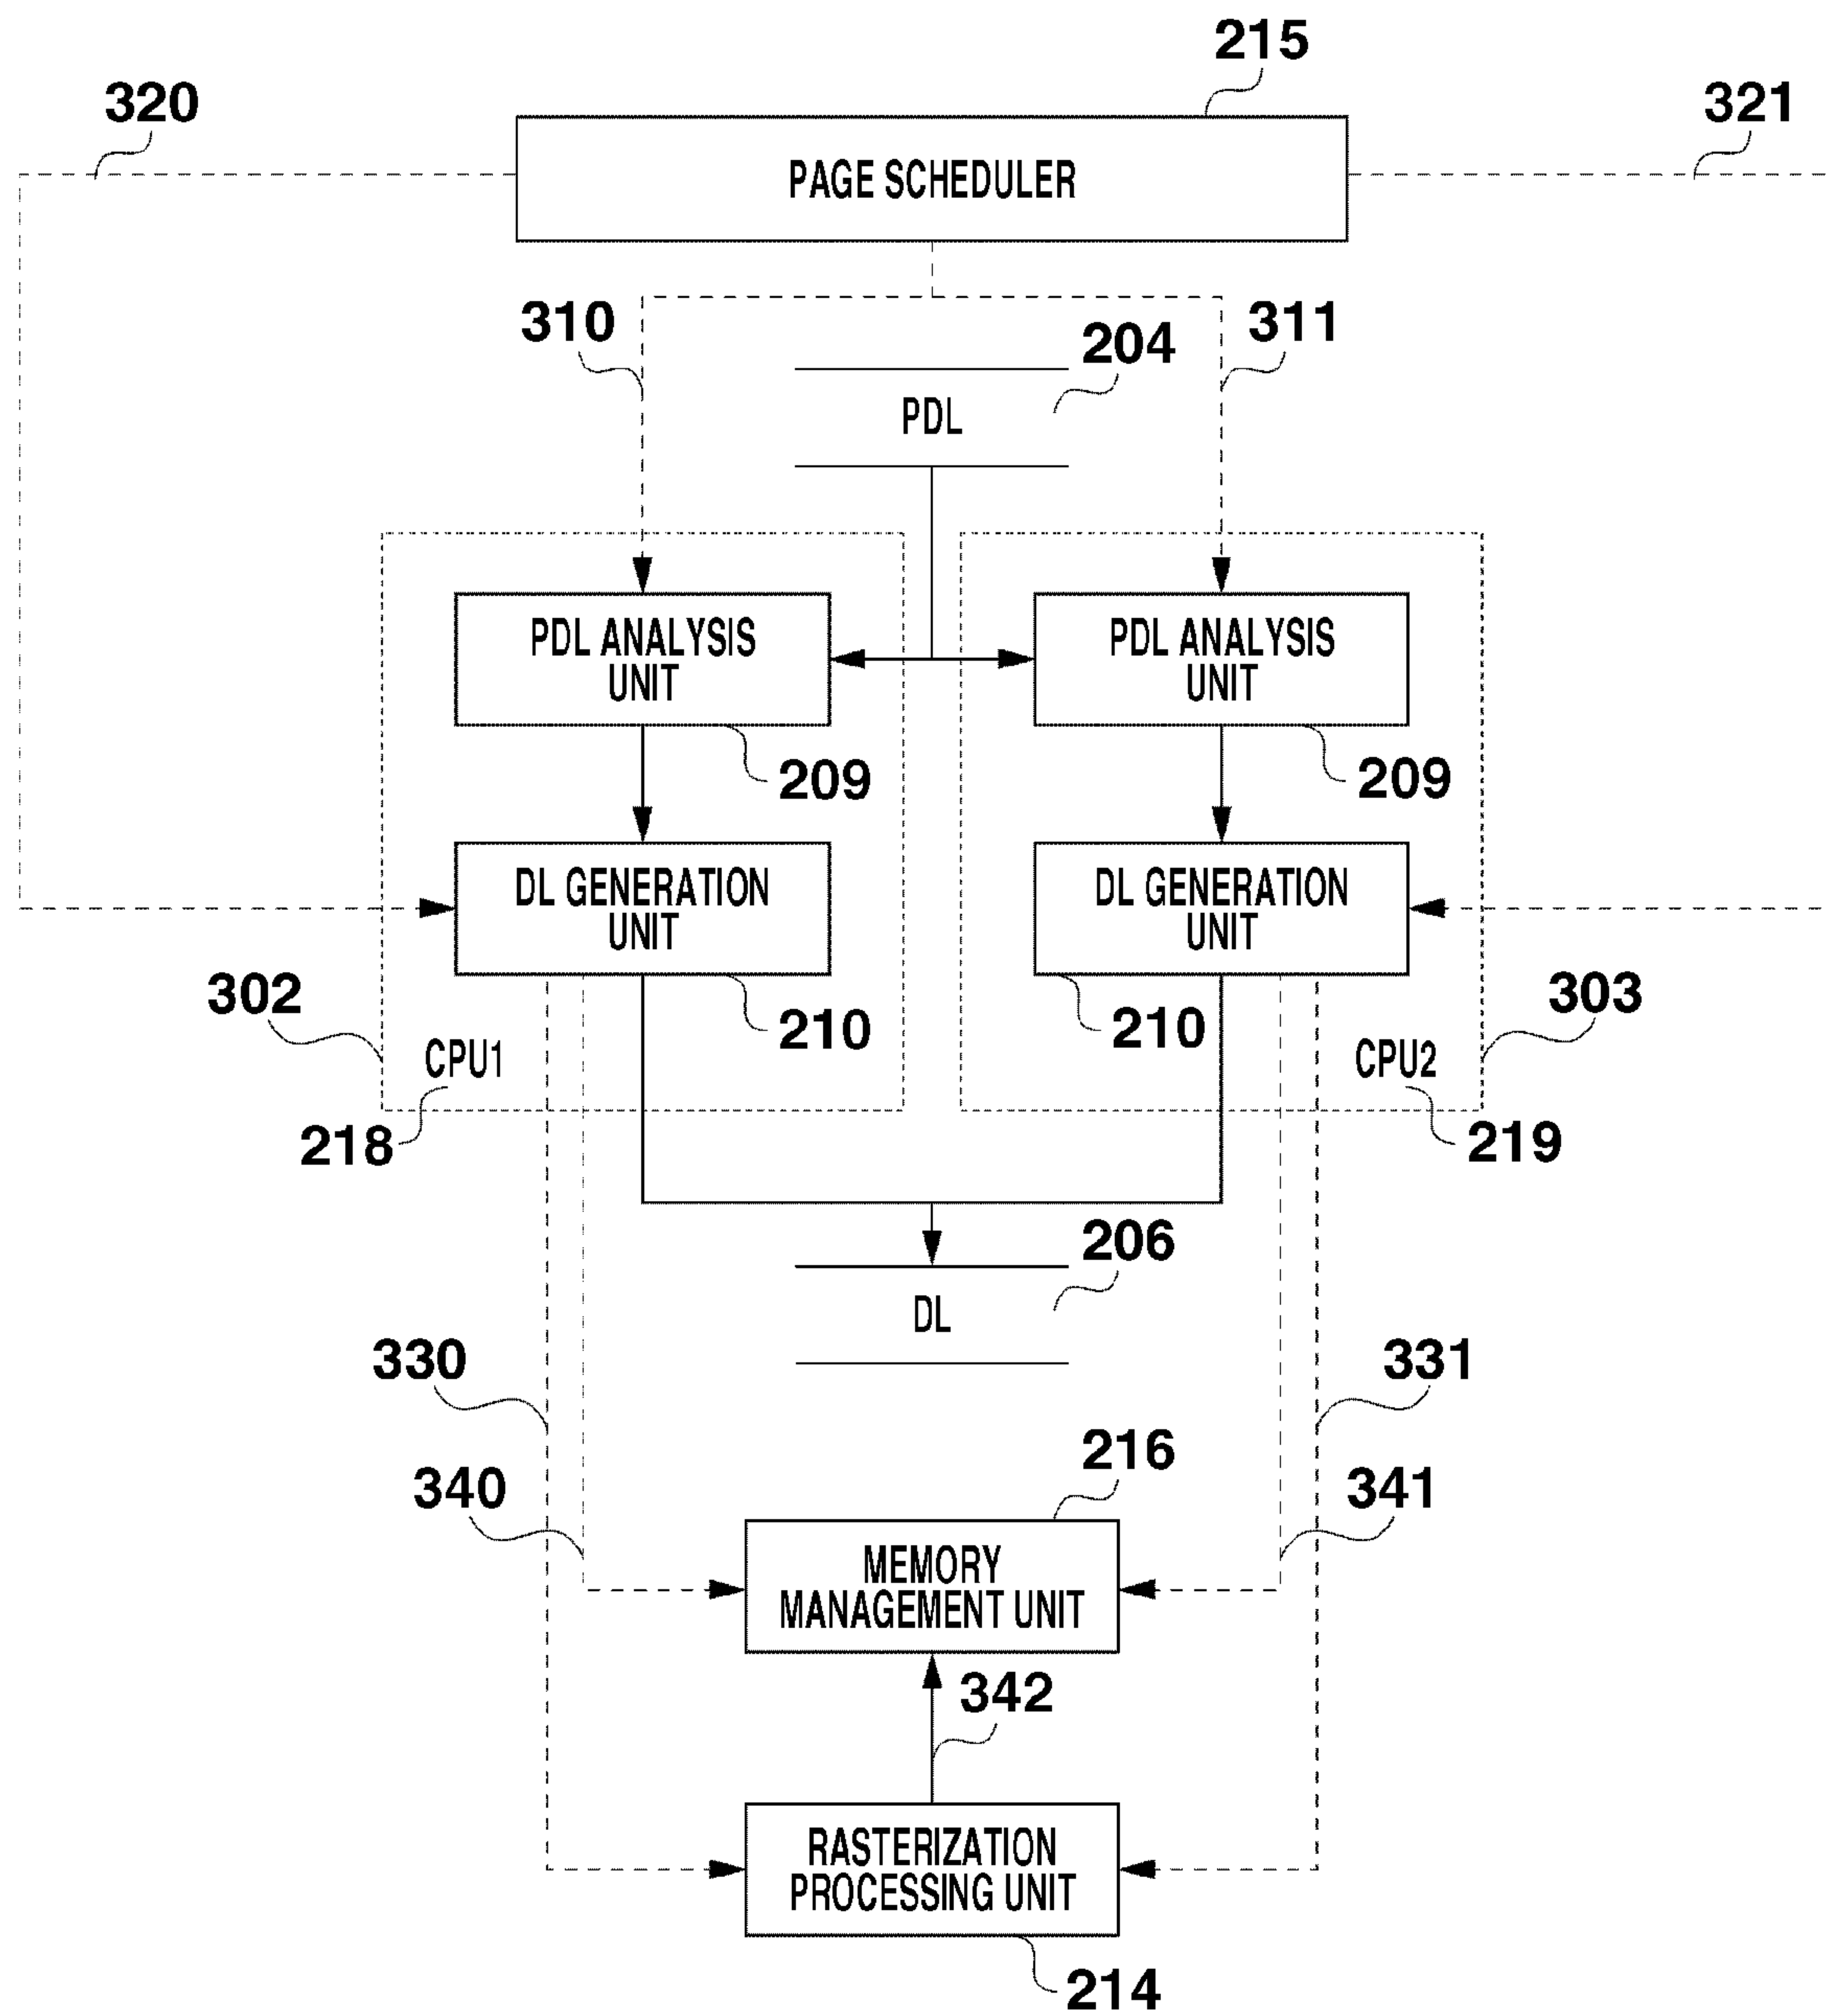 215
320
321
PAGE SCHEDULER
310
311
204
PDL
PDL ANALYSIS
UNIT
PDL ANALYSIS
UNIT
209
209
DL GENERATION
UNIT
DL GENERATION
UNIT
302
303
210
210
CPU1
CPU2
218
219
206
DL
330
331
216
340
341
MEMORY
MANAGEMENT UNIT
342
RASTERIZATION
PROCESSING UNIT
214